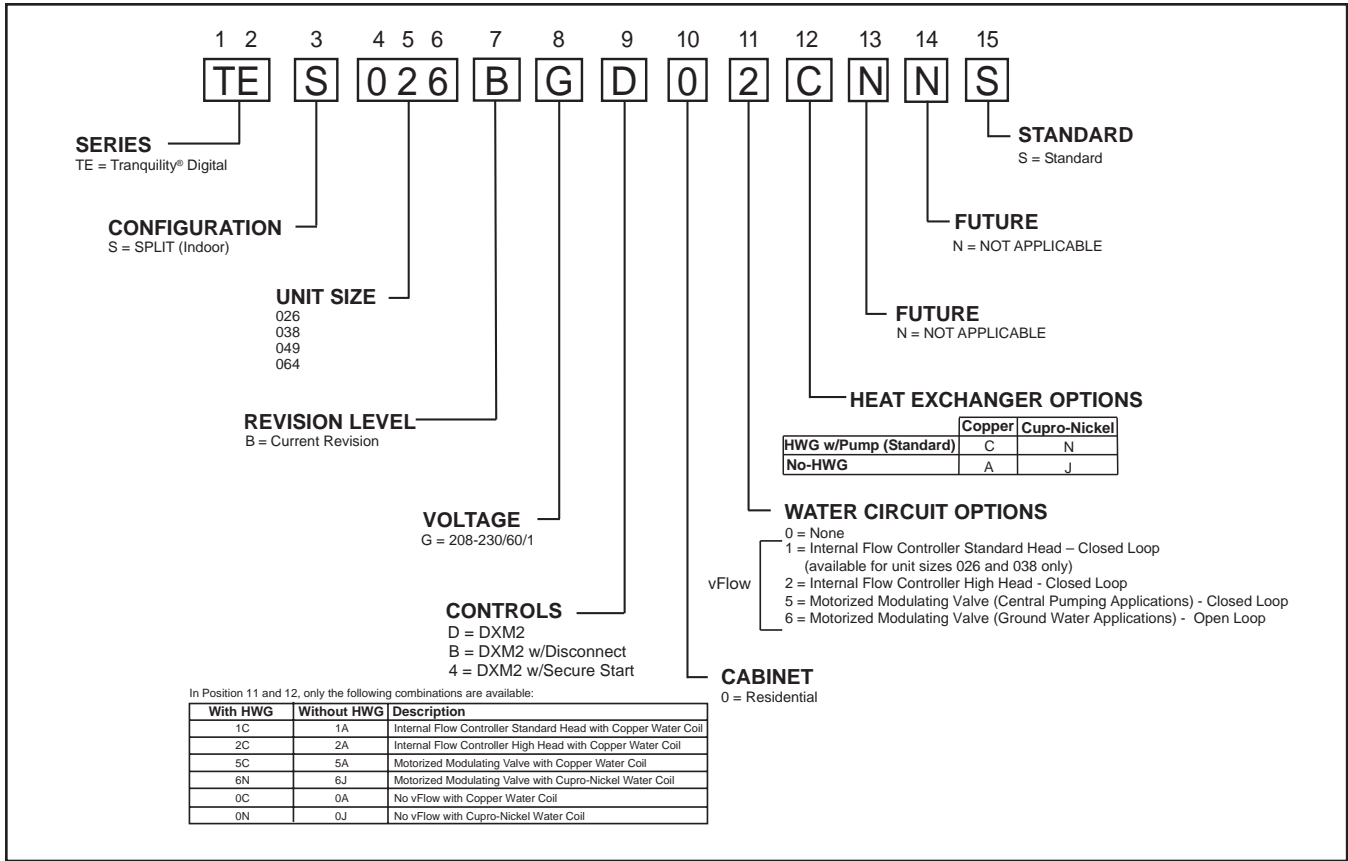 1 2 3 4 5 6 7 8 9 10 11 12 13 14 15
TE S 0 2 6 B G D 0 2 C N N S
SERIES
TE = Tranquility® Digital
CONFIGURATION
S = SPLIT (Indoor)
UNIT SIZE
026
038
049
064
REVISION LEVEL
B = Current Revision
VOLTAGE
G = 208-230/60/1
CONTROLS
D = DXM2
B = DXM2 w/Disconnect
4 = DXM2 w/Secure Start
STANDARD
S = Standard
FUTURE
N = NOT APPLICABLE
FUTURE
N = NOT APPLICABLE
HEAT EXCHANGER OPTIONS
Copper Cupro-Nickel
HWG w/Pump (Standard) C N
No-HWG A J
WATER CIRCUIT OPTIONS
0 = None
vFlow
1 = Internal Flow Controller Standard Head – Closed Loop
(available for unit sizes 026 and 038 only)
2 = Internal Flow Controller High Head - Closed Loop
5 = Motorized Modulating Valve (Central Pumping Applications) - Closed Loop
6 = Motorized Modulating Valve (Ground Water Applications) - Open Loop
CABINET
0 = Residential
In Position 11 and 12, only the following combinations are available:
With HWG Without HWG Description
1C 1A Internal Flow Controller Standard Head with Copper Water Coil
2C 2A Internal Flow Controller High Head with Copper Water Coil
5C 5A Motorized Modulating Valve with Copper Water Coil
6N 6J Motorized Modulating Valve with Cupro-Nickel Water Coil
0C 0A No vFlow with Copper Water Coil
0N 0J No vFlow with Cupro-Nickel Water Coil